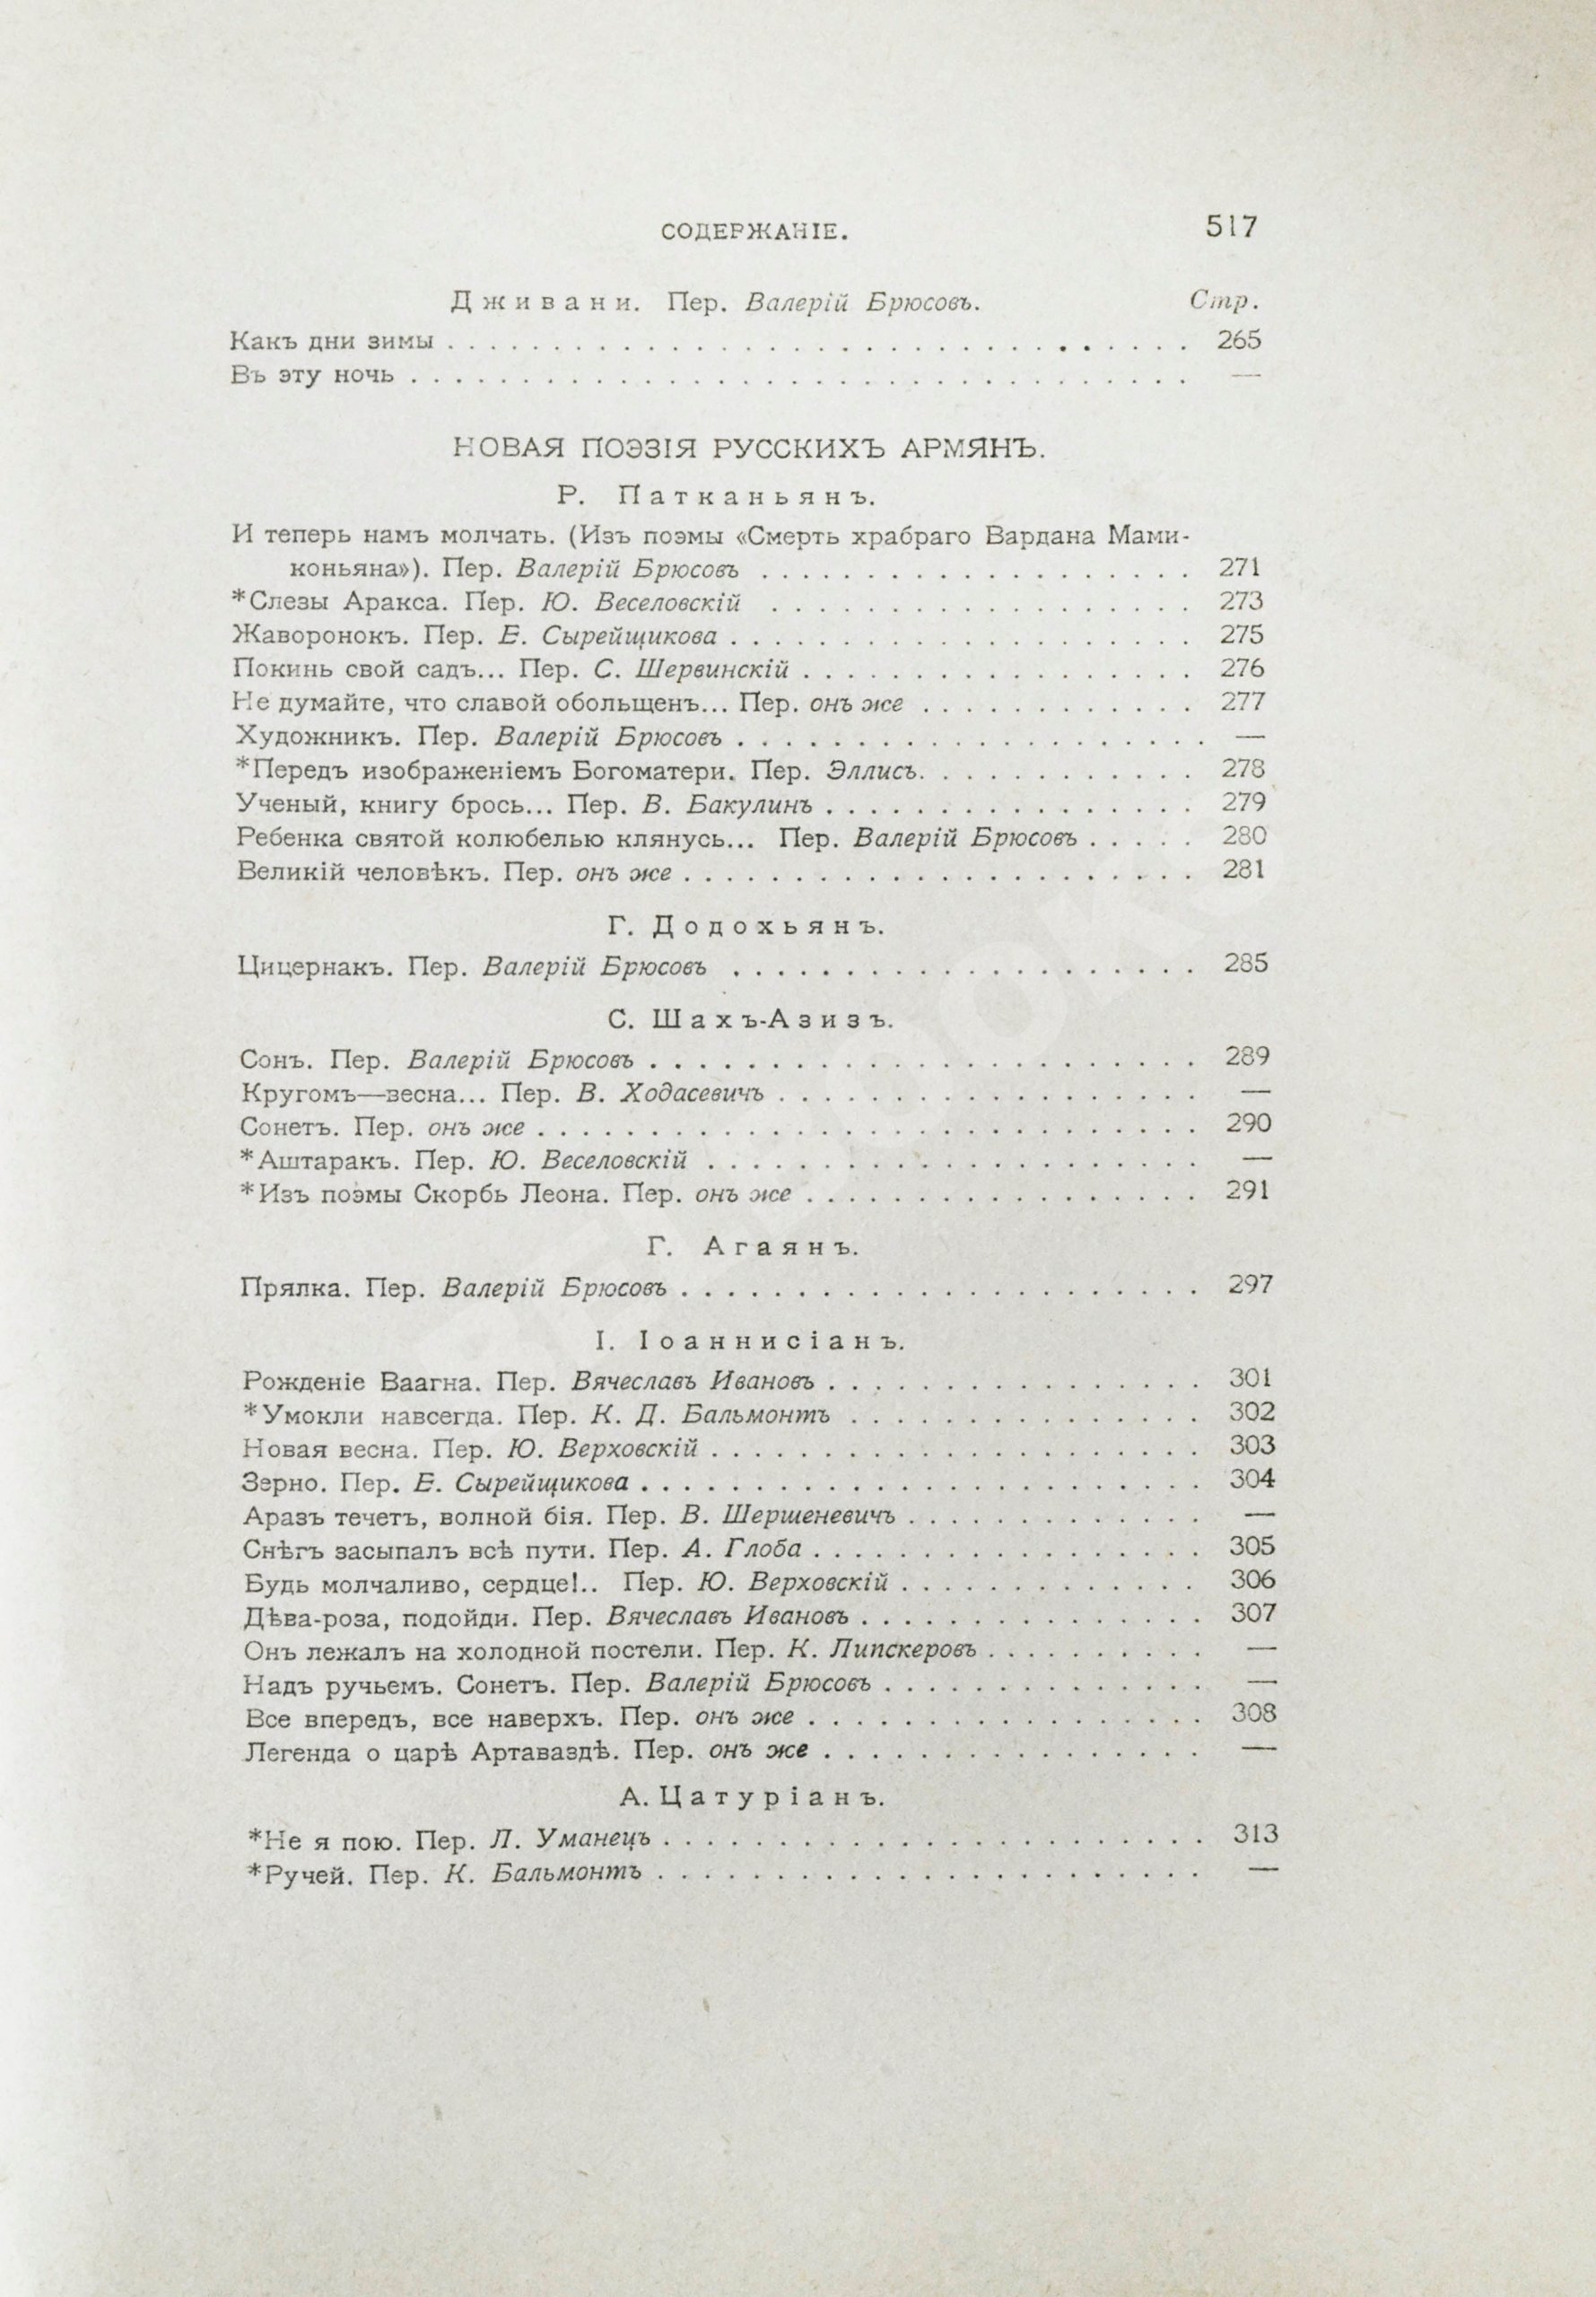 СОДЕРЖАНІЕ. 517
Дживани. Пер. Валерій Брюсовъ. Стр.
Какъ дни зимы . . . . . . . . . . 265
Въ эту ночь . . . . . . . . . . —
НОВАЯ ПОЭЗІЯ РУССКИХЪ АРМЯНЪ.
Р. Патканьянъ.
И теперь намъ молчать. (Изъ поэмы «Смерть храбраго Вардана Мами-
коньяна»). Пер. Валерій Брюсовъ . . . . . . . . . . 271
*Слезы Аракса. Пер. Ю. Веселовскій . . . . . . . . . . 273
Жаворонокъ. Пер. Е. Сырейщикова . . . . . . . . . . 275
Покинь свой садъ... Пер. С. Шервинскій . . . . . . . . . . 276
Не думайте, что славой обольщенъ... Пер. онъ же . . . . . . . . . . 277
Художникъ. Пер. Валерій Брюсовъ . . . . . . . . . . —
*Передъ изображеніемъ Богоматери. Пер. Эллисъ. . . . . . . . . . . 278
Ученый, книгу брось... Пер. В. Бакулинъ . . . . . . . . . . 279
Ребенка святой колюбелью клянусь... Пер. Валерій Брюсовъ . . . . . 280
Великій человѣкъ. Пер. онъ же . . . . . . . . . . 281
Г. Додохьянъ.
Цицернакъ. Пер. Валерій Брюсовъ . . . . . . . . . . 285
С. Шахъ-Азизъ.
Сонъ. Пер. Валерій Брюсовъ . . . . . . . . . . 289
Кругомъ—весна... Пер. В. Ходасевичъ . . . . . . . . . . —
Сонетъ. Пер. онъ же . . . . . . . . . . 290
*Аштаракъ. Пер. Ю. Веселовскій . . . . . . . . . . —
*Изъ поэмы Скорбь Леона. Пер. онъ же . . . . . . . . . . 291
Г. Агаянъ.
Прялка. Пер. Валерій Брюсовъ . . . . . . . . . . 297
І. Іоаннисіанъ.
Рожденіе Ваагна. Пер. Вячеславъ Ивановъ . . . . . . . . . . 301
*Умокли навсегда. Пер. К. Д. Бальмонтъ . . . . . . . . . . 302
Новая весна. Пер. Ю. Верховскій . . . . . . . . . . 303
Зерно. Пер. Е. Сырейщикова . . . . . . . . . . 304
Аразъ течетъ, волной бія. Пер. В. Шершеневичъ . . . . . . . . . . —
Снѣгъ засыпалъ всѣ пути. Пер. А. Глоба . . . . . . . . . . 305
Будь молчаливо, сердце!.. Пер. Ю. Верховскій . . . . . . . . . . 306
Дѣва-роза, подойди. Пер. Вячеславъ Ивановъ . . . . . . . . . . 307
Онъ лежалъ на холодной постели. Пер. К. Липскеровъ . . . . . . . . . . —
Надъ ручьемъ. Сонетъ. Пер. Валерій Брюсовъ . . . . . . . . . . —
Все впередъ, все наверхъ. Пер. онъ же . . . . . . . . . . 308
Легенда о царѣ Артаваздѣ. Пер. онъ же . . . . . . . . . . —
А. Цатуріанъ.
*Не я пою. Пер. Л. Уманецъ . . . . . . . . . . 313
*Ручей. Пер. К. Бальмонтъ . . . . . . . . . . —